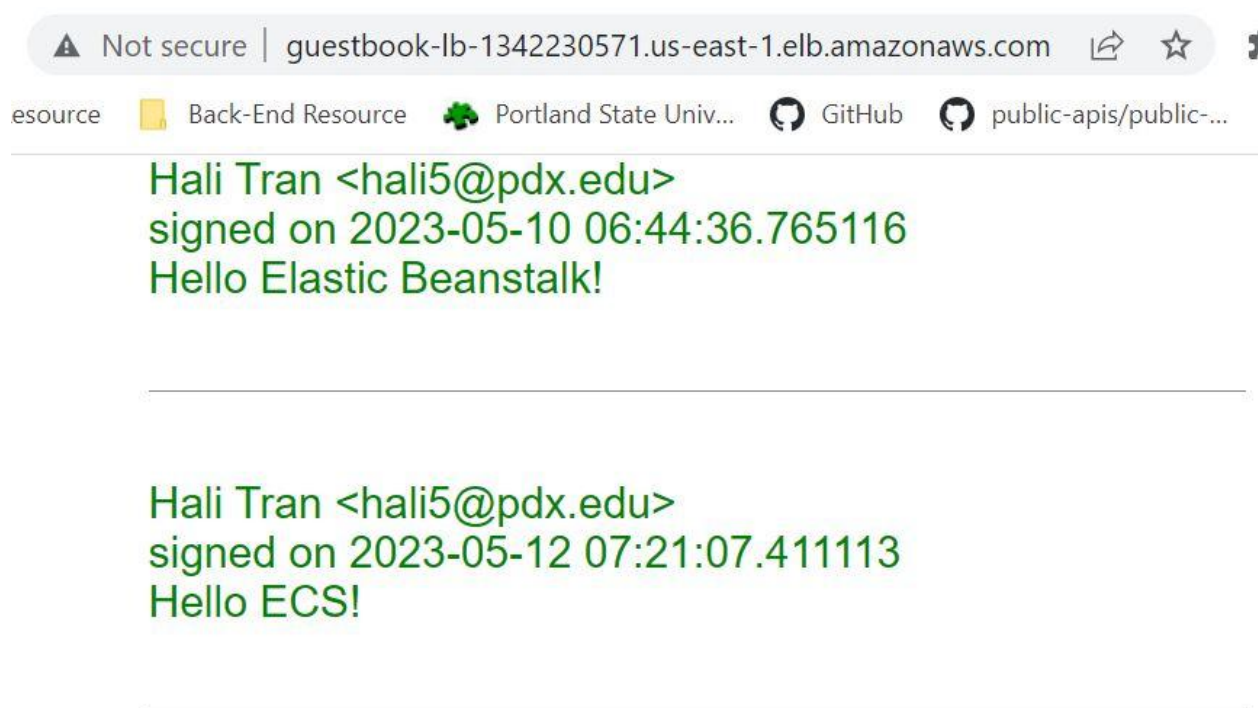 Not secure | guestbook-lb-1342230571.us-east-1.elb.amazonaws.com
esource Back-End Resource Portland State Univ... GitHub public-apis/public-...
Hali Tran <hali5@pdx.edu>
signed on 2023-05-10 06:44:36.765116
Hello Elastic Beanstalk!
Hali Tran <hali5@pdx.edu>
signed on 2023-05-12 07:21:07.411113
Hello ECS!